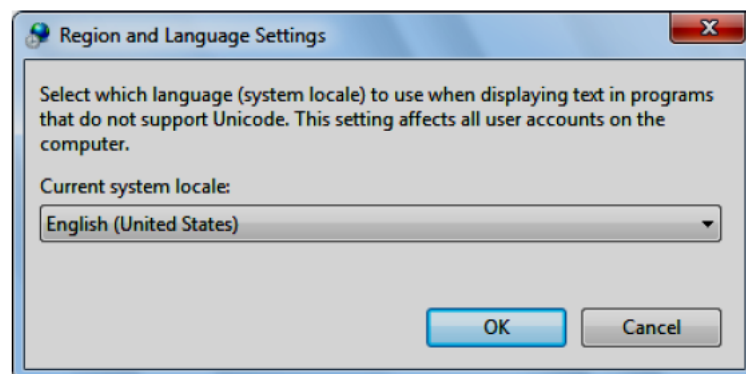 Region and Language Settings
Select which language (system locale) to use when displaying text in programs
that do not support Unicode. This setting affects all user accounts on the
computer.
Current system locale:
English (United States)
OK Cancel